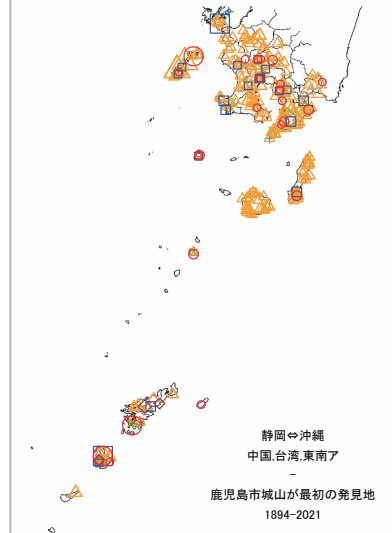 静岡⇔沖縄
中国,台湾,東南ア
-
鹿児島市城山が最初の発見地
1894-2021